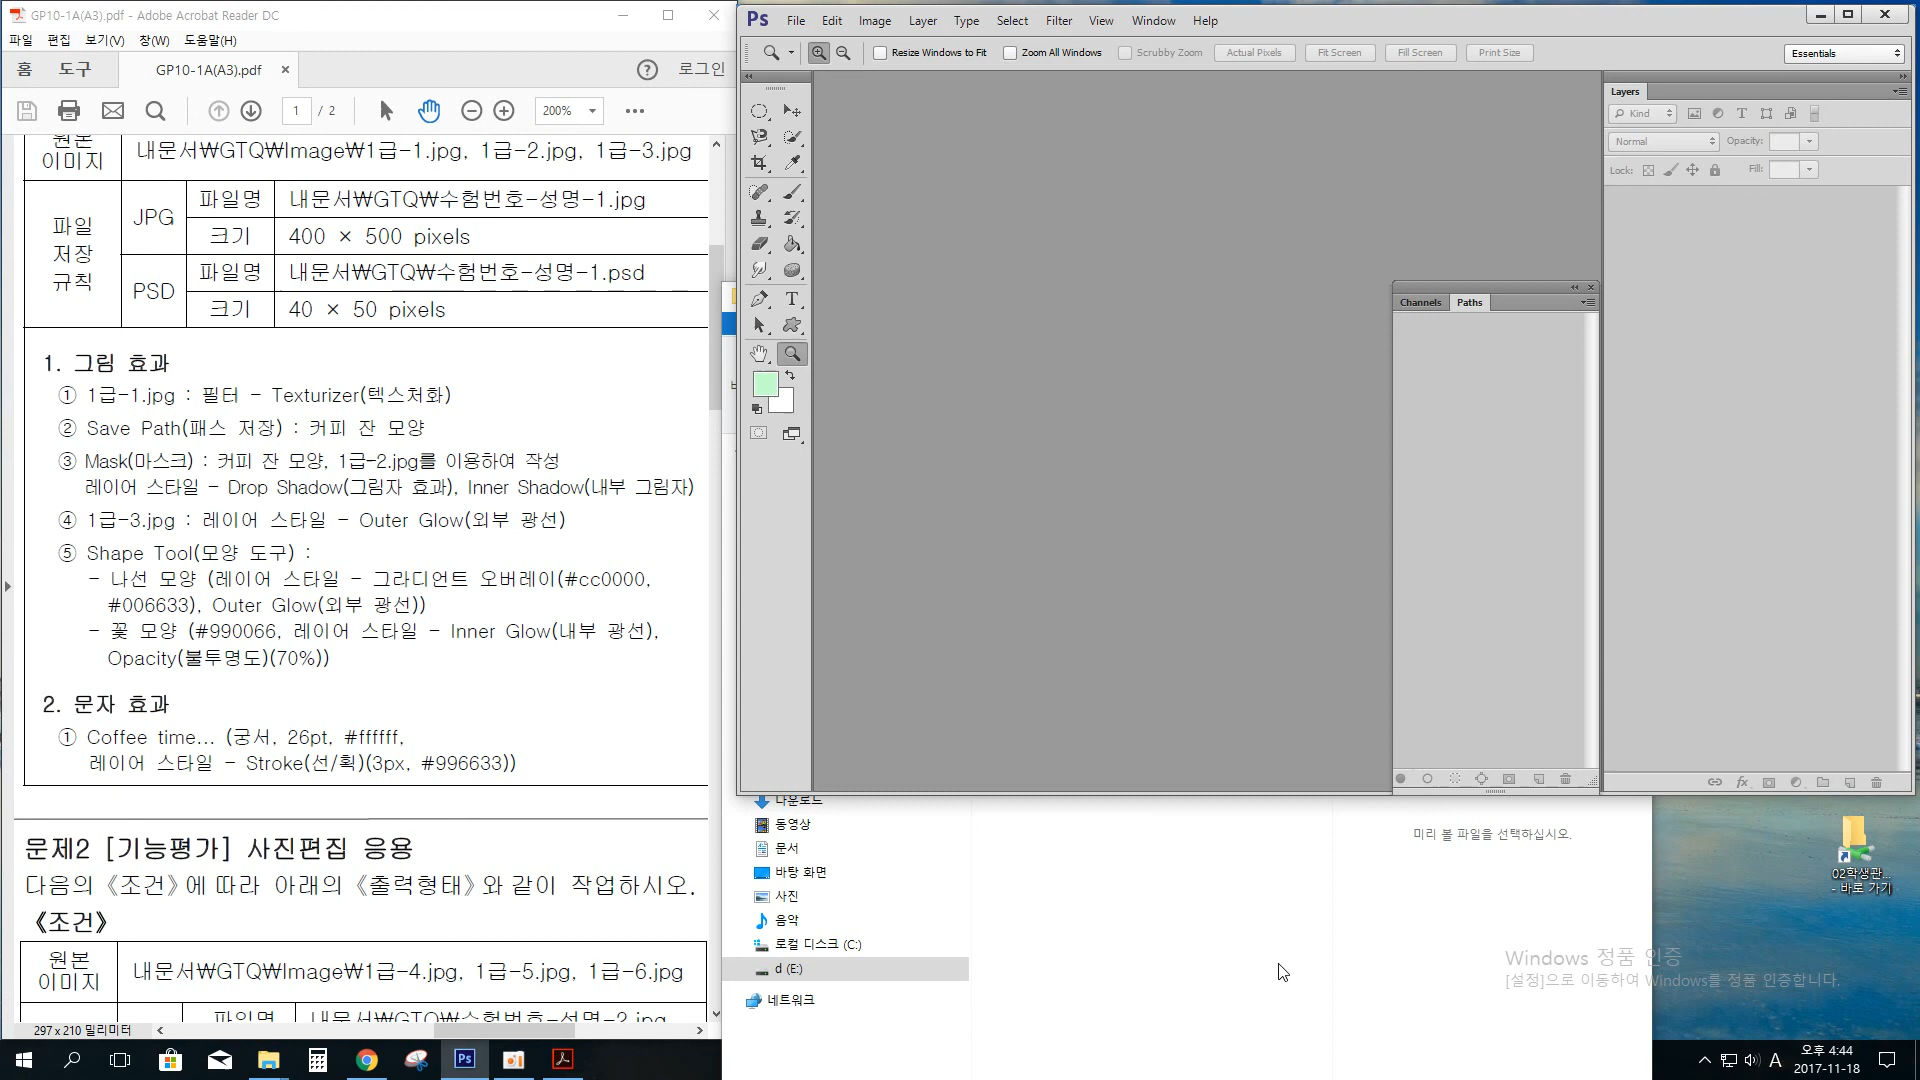 GP10-1A(A3).pdf - Adobe Acrobat Reader DC
파일 편집 보기(V) 창(W) 도움말(H)
홈 도구 GP10-1A(A3).pdf × 로그인
1 / 2 200%
원본
이미지
내문서₩GTQ₩Image₩1급-1.jpg, 1급-2.jpg, 1급-3.jpg
파일
저장
규칙
JPG
파일명 내문서₩GTQ₩수험번호-성명-1.jpg
크기 400 × 500 pixels
PSD
파일명 내문서₩GTQ₩수험번호-성명-1.psd
크기 40 × 50 pixels
1. 그림 효과
① 1급-1.jpg : 필터 - Texturizer(텍스처화)
② Save Path(패스 저장) : 커피 잔 모양
③ Mask(마스크) : 커피 잔 모양, 1급-2.jpg를 이용하여 작성
레이어 스타일 - Drop Shadow(그림자 효과), Inner Shadow(내부 그림자)
④ 1급-3.jpg : 레이어 스타일 - Outer Glow(외부 광선)
⑤ Shape Tool(모양 도구) :
- 나선 모양 (레이어 스타일 - 그라디언트 오버레이(#cc0000,
#006633), Outer Glow(외부 광선))
- 꽃 모양 (#990066, 레이어 스타일 - Inner Glow(내부 광선),
Opacity(불투명도)(70%))
2. 문자 효과
① Coffee time... (궁서, 26pt, #ffffff,
레이어 스타일 - Stroke(선/획)(3px, #996633))
문제2 [기능평가] 사진편집 응용
다음의 《조건》에 따라 아래의 《출력형태》와 같이 작업하시오.
《조건》
원본
이미지
내문서₩GTQ₩Image₩1급-4.jpg, 1급-5.jpg, 1급-6.jpg
파일명 내문서₩GTQ₩수험번호-성명-2.jpg
297 x 210 밀리미터
Ps File Edit Image Layer Type Select Filter View Window Help
Resize Windows to Fit Zoom All Windows Scrubby Zoom Actual Pixels Fit Screen Fill Screen Print Size Essentials
Layers
Kind
Normal Opacity:
Lock: Fill:
Channels Paths
다운로드
동영상
문서
바탕 화면
사진
음악
로컬 디스크 (C:)
d (E:)
네트워크
미리 볼 파일을 선택하십시오.
02학생관...
- 바로 가기
Windows 정품 인증
[설정]으로 이동하여 Windows를 정품 인증합니다.
Ps
A
오후 4:44
2017-11-18